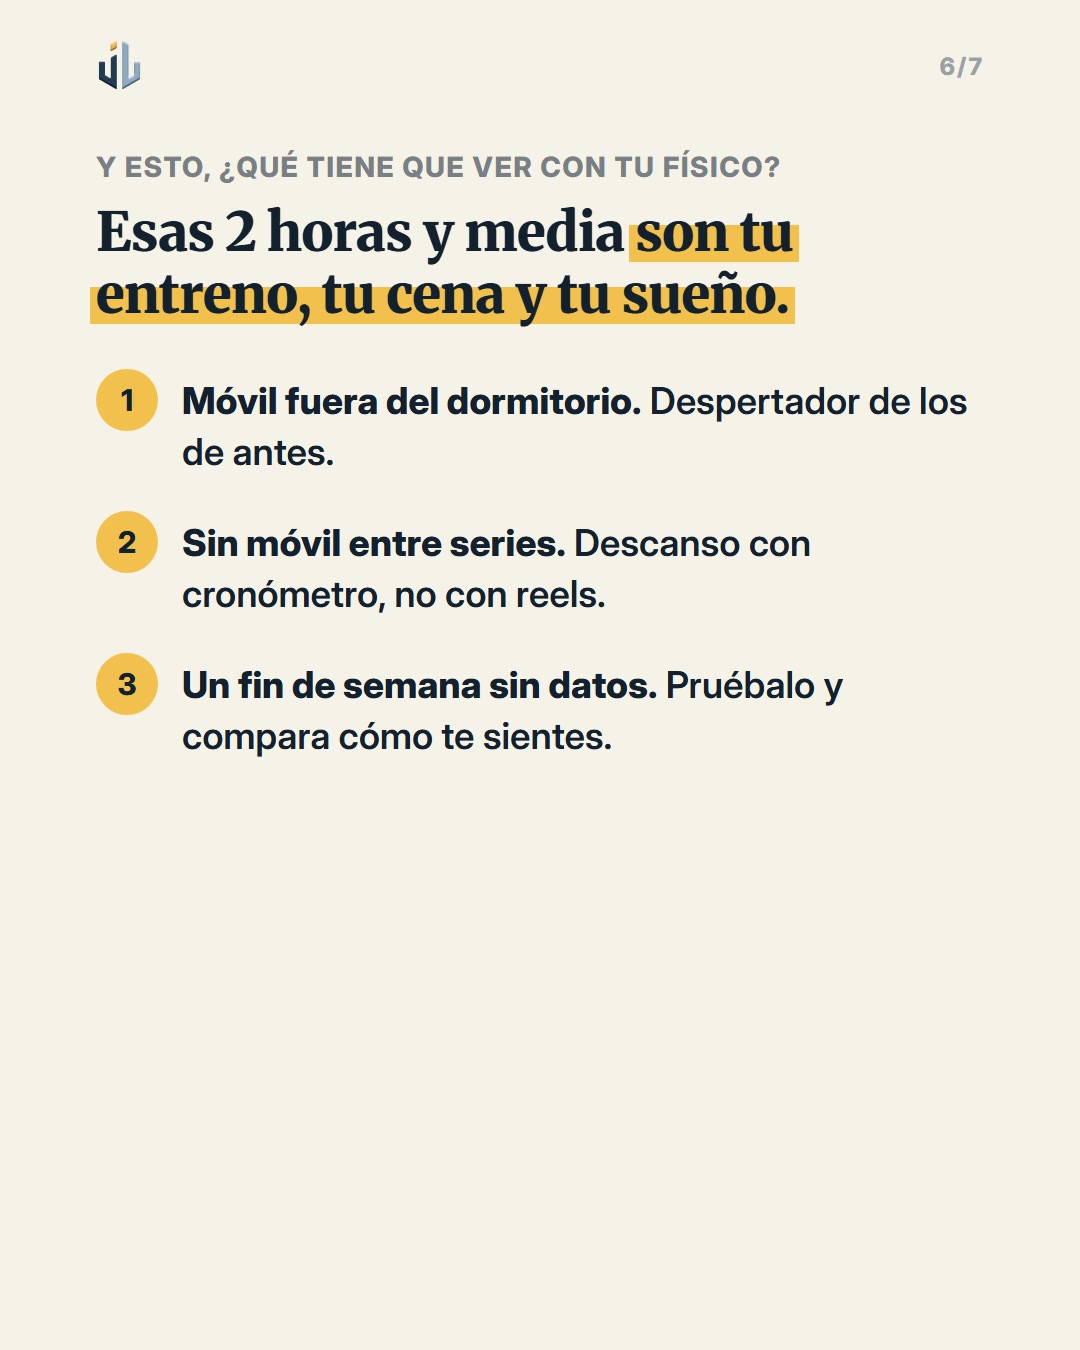 6/7
Y ESTO, ¿QUÉ TIENE QUE VER CON TU FÍSICO?
Esas 2 horas y media son tu
entreno, tu cena y tu sueño.
1 Móvil fuera del dormitorio. Despertador de los
de antes.
2 Sin móvil entre series. Descanso con
cronómetro, no con reels.
3 Un fin de semana sin datos. Pruébalo y
compara cómo te sientes.